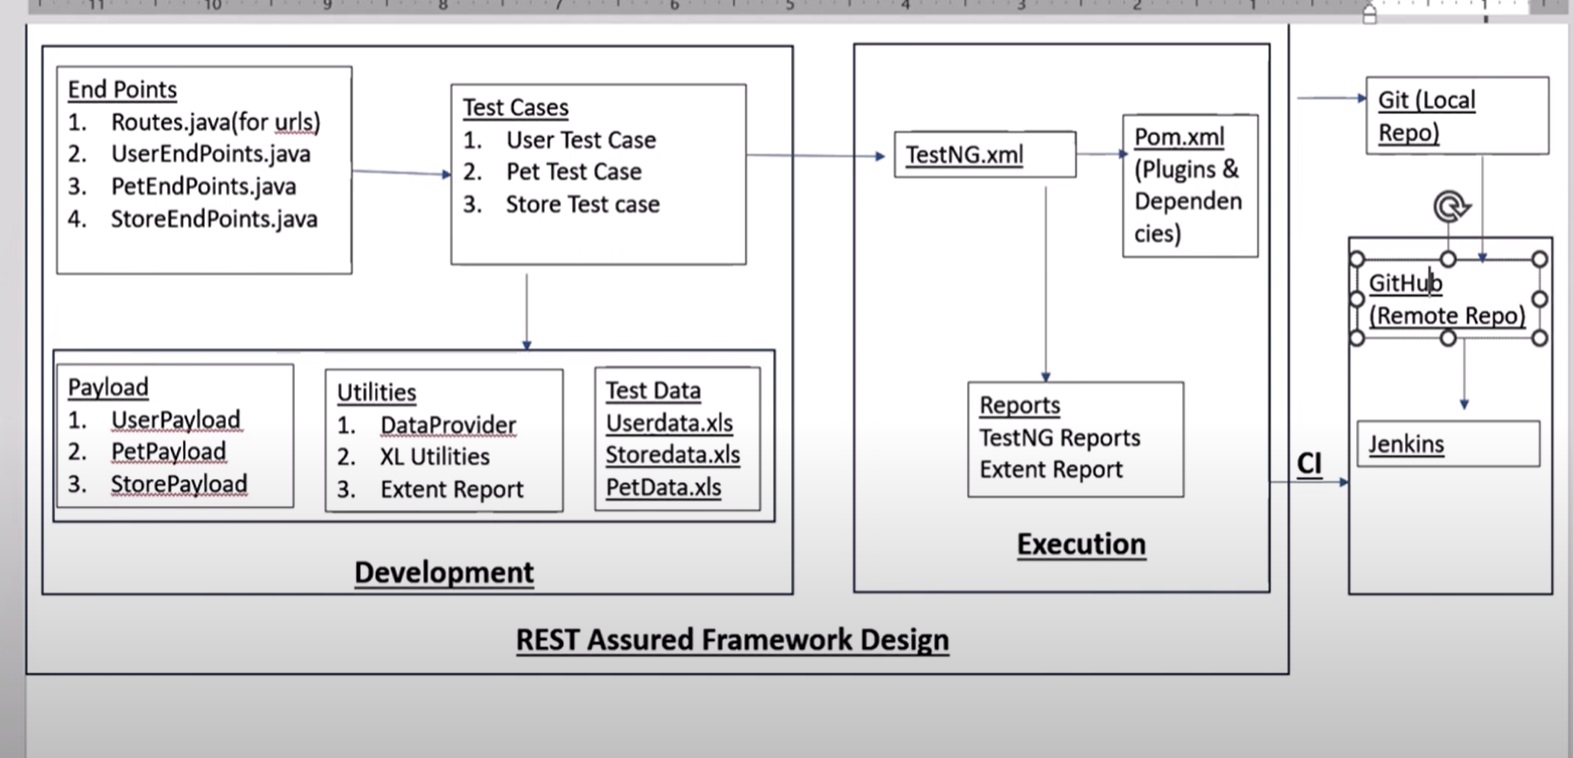 11 10 9 8 7 6 5 4 3 2 1 1
End Points
1. Routes.java(for urls)
2. UserEndPoints.java
3. PetEndPoints.java
4. StoreEndPoints.java
Test Cases
1. User Test Case
2. Pet Test Case
3. Store Test case
Payload
1. UserPayload
2. PetPayload
3. StorePayload
Utilities
1. DataProvider
2. XL Utilities
3. Extent Report
Test Data
Userdata.xls
Storedata.xls
PetData.xls
Development
TestNG.xml
Pom.xml
(Plugins &
Dependen
cies)
Reports
TestNG Reports
Extent Report
Execution
REST Assured Framework Design
Git (Local
Repo)
GitHub
(Remote Repo)
Jenkins
CI